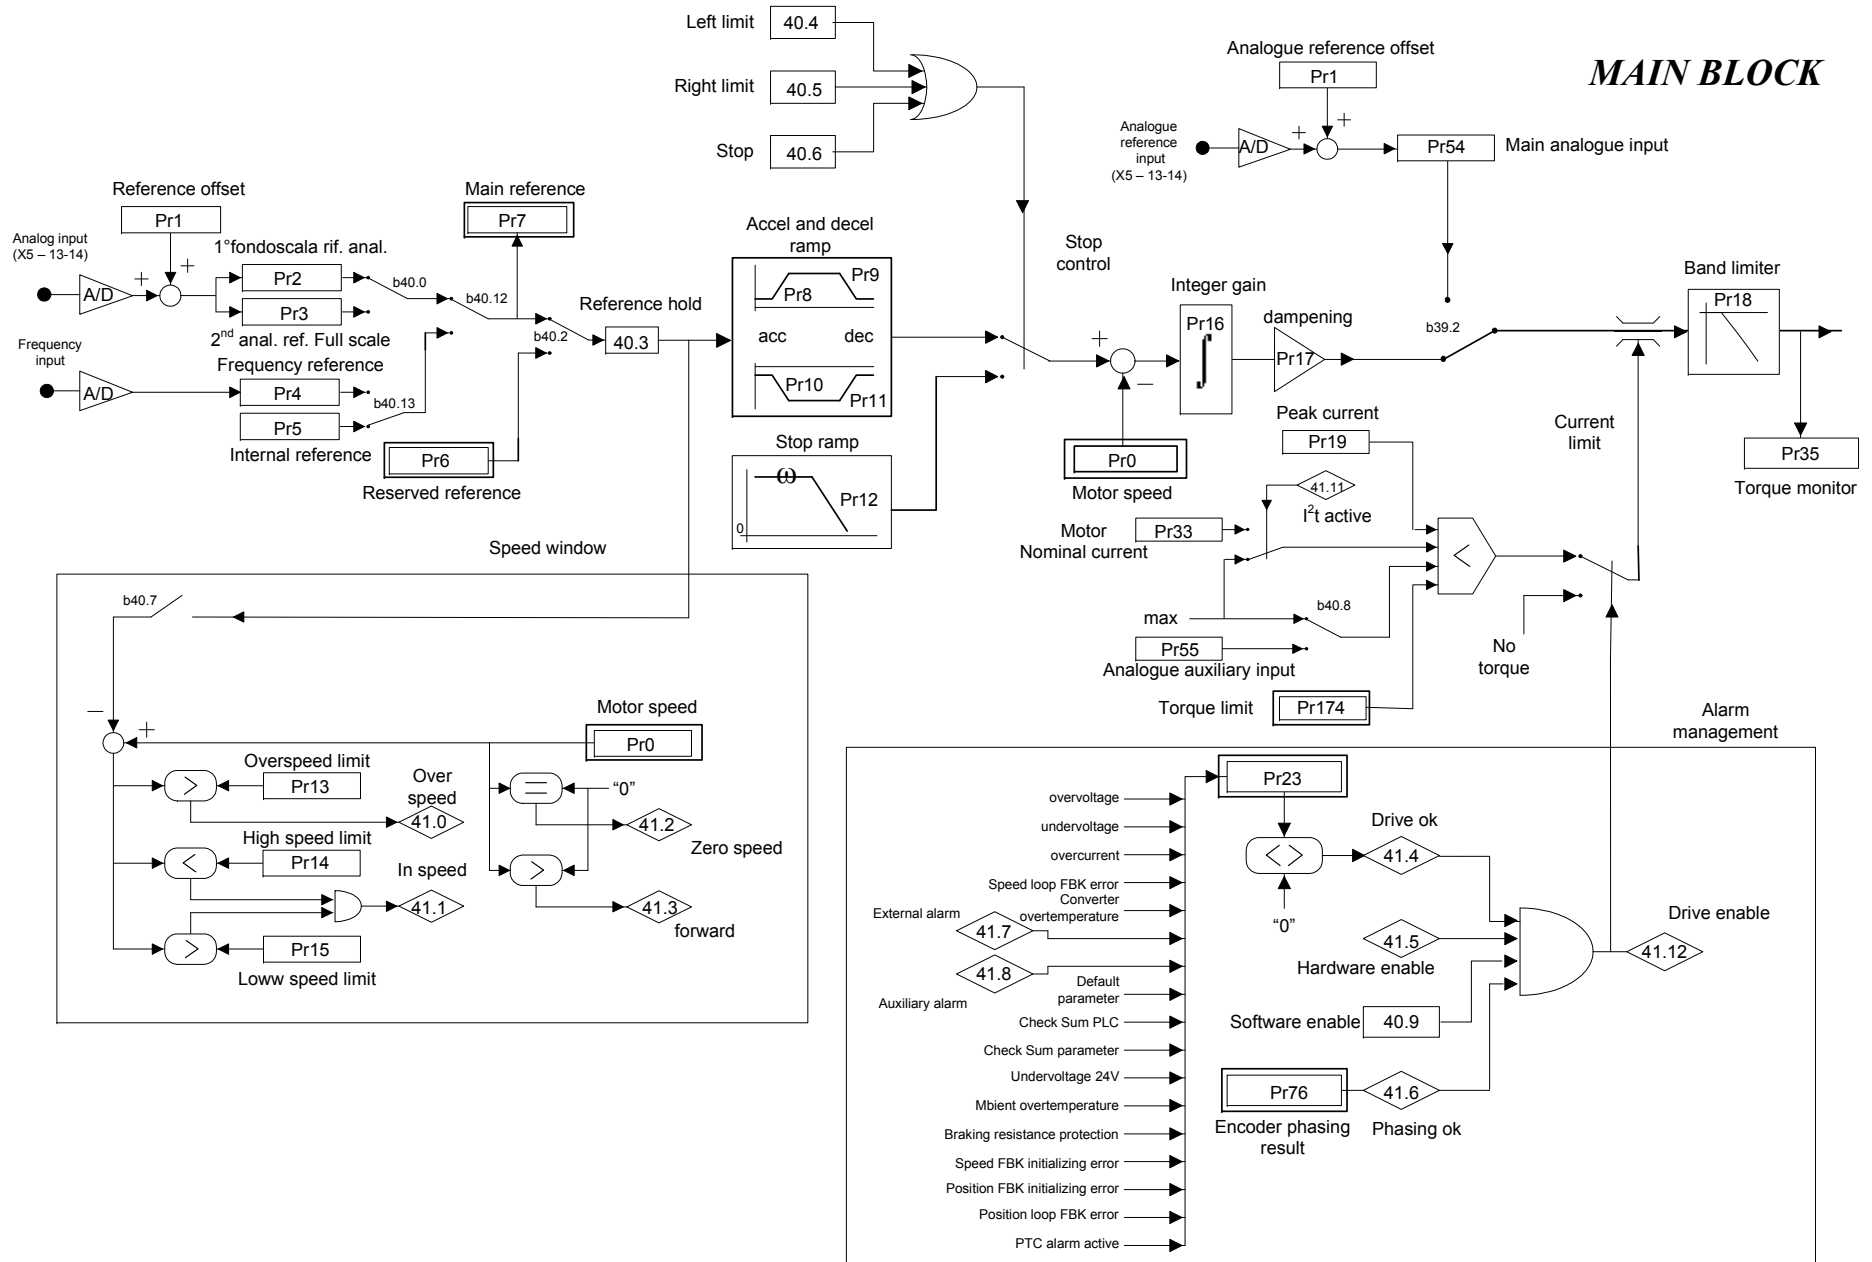 MAIN BLOCK
Left limit
40.4
Right limit
40.5
Stop
40.6
Analogue reference offset
Pr1
Analogue
reference
input
(X5 – 13-14)
A/D
+
+
Pr54
Main analogue input
Reference offset
Pr1
Analog input
(X5 – 13-14)
A/D
+
+
1°fondoscala rif. anal.
Pr2
Pr3
2nd anal. ref. Full scale
b40.0
Frequency
input
A/D
Frequency reference
Pr4
Pr5
Internal reference
b40.13
Main reference
Pr7
b40.12
b40.2
Pr6
Reserved reference
Reference hold
40.3
Accel and decel
ramp
Pr9
Pr8
acc
dec
Pr10
Pr11
Stop ramp
ω
Pr12
0
Stop
control
+
—
Pr0
Motor speed
Integer gain
Pr16
∫
dampening
Pr17
b39.2
Band limiter
Pr18
Current
limit
Pr35
Torque monitor
Peak current
Pr19
41.11
I2t active
Motor
Nominal current
Pr33
<
max
b40.8
Pr55
Analogue auxiliary input
Torque limit
Pr174
No
torque
Speed window
b40.7
—
+
Motor speed
Pr0
Overspeed limit
>
Pr13
Over
speed
41.0
High speed limit
<
Pr14
In speed
41.1
>
Pr15
Loww speed limit
=
“0”
41.2
Zero speed
>
41.3
forward
Alarm
management
overvoltage
undervoltage
overcurrent
Speed loop FBK error
Converter
overtemperature
External alarm
41.7
41.8
Auxiliary alarm
Default
parameter
Check Sum PLC
Check Sum parameter
Undervoltage 24V
Mbient overtemperature
Braking resistance protection
Speed FBK initializing error
Position FBK initializing error
Position loop FBK error
PTC alarm active
Pr23
< >
“0”
Drive ok
41.4
41.5
Hardware enable
Software enable
40.9
Pr76
Encoder phasing
result
41.6
Phasing ok
Drive enable
41.12